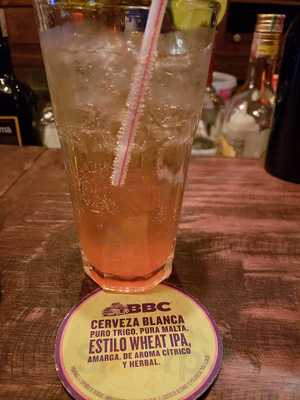 BBC
CERVEZA BLANCA
PURO TRIGO. PURA MALTA.
ESTILO WHEAT IPA,
AMARGA. DE AROMA CÍTRICO
Y HERBAL.